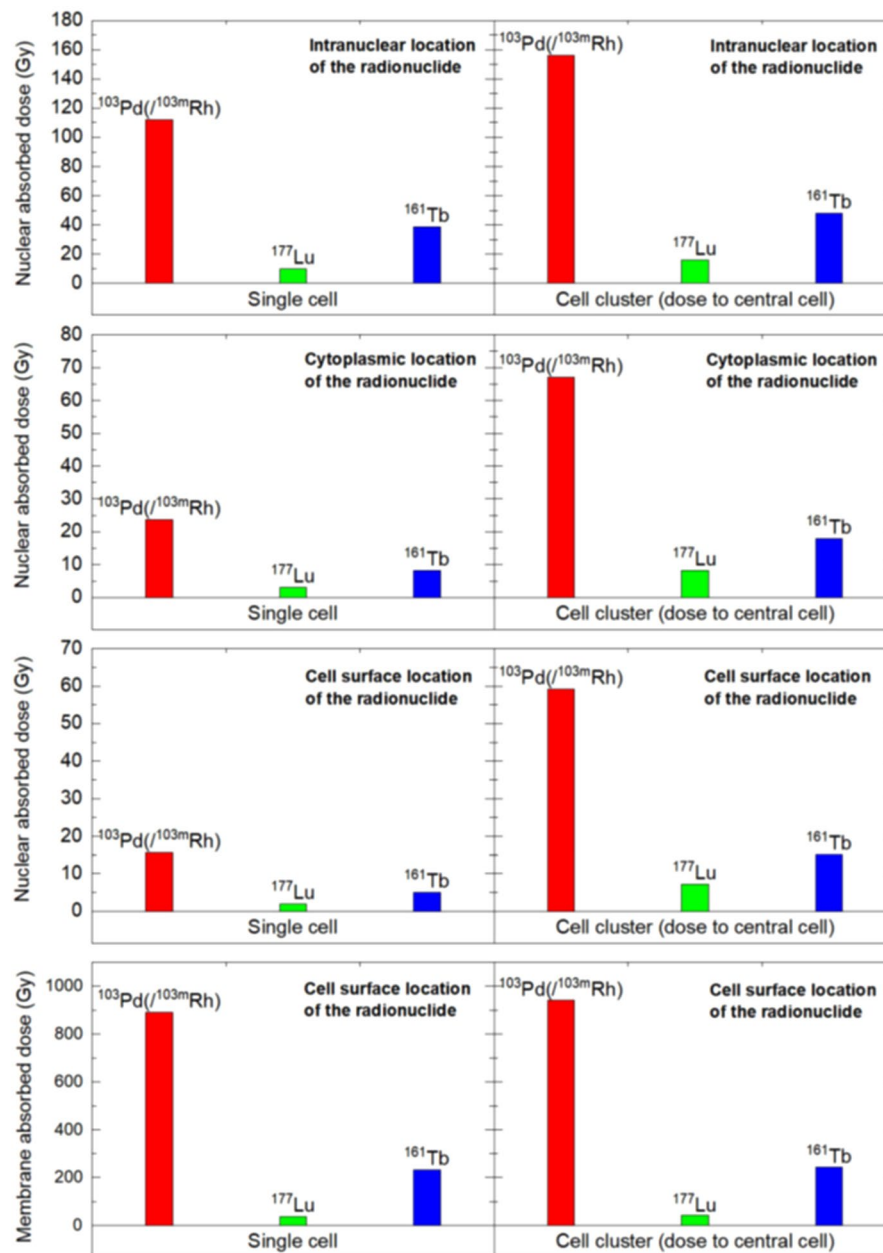 Nuclear absorbed dose (Gy)
180
160
140
120
100
80
60
40
20
0
Intranuclear location
of the radionuclide
¹⁰³Pd(/¹⁰³ᵐRh)
¹⁷⁷Lu
¹⁶¹Tb
Single cell
Intranuclear location
of the radionuclide
¹⁰³Pd(/¹⁰³ᵐRh)
¹⁷⁷Lu
¹⁶¹Tb
Cell cluster (dose to central cell)
Nuclear absorbed dose (Gy)
80
70
60
50
40
30
20
10
0
Cytoplasmic location
of the radionuclide
¹⁰³Pd(/¹⁰³ᵐRh)
¹⁷⁷Lu
¹⁶¹Tb
Single cell
Cytoplasmic location
of the radionuclide
¹⁰³Pd(/¹⁰³ᵐRh)
¹⁷⁷Lu
¹⁶¹Tb
Cell cluster (dose to central cell)
Nuclear absorbed dose (Gy)
70
60
50
40
30
20
10
0
Cell surface location
of the radionuclide
¹⁰³Pd(/¹⁰³ᵐRh)
¹⁷⁷Lu
¹⁶¹Tb
Single cell
Cell surface location
of the radionuclide
¹⁰³Pd(/¹⁰³ᵐRh)
¹⁷⁷Lu
¹⁶¹Tb
Cell cluster (dose to central cell)
Membrane absorbed dose (Gy)
1000
800
600
400
200
0
Cell surface location
of the radionuclide
¹⁰³Pd(/¹⁰³ᵐRh)
¹⁷⁷Lu
¹⁶¹Tb
Single cell
Cell surface location
of the radionuclide
¹⁰³Pd(/¹⁰³ᵐRh)
¹⁷⁷Lu
¹⁶¹Tb
Cell cluster (dose to central cell)